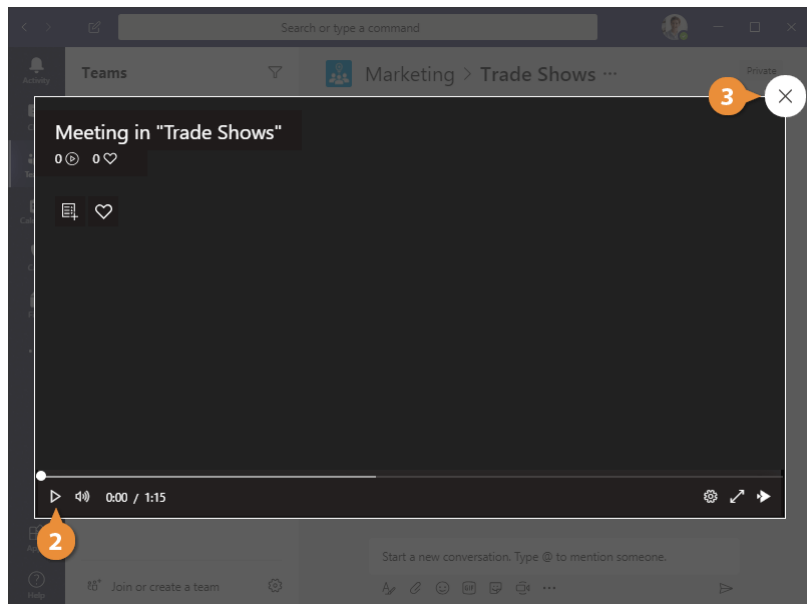 Search or type a command
Activity
Teams
Marketing > Trade Shows ...
Private
3
Meeting in "Trade Shows"
0 0
0:00 / 1:15
2
Start a new conversation. Type @ to mention someone.
Join or create a team
GIF
Help